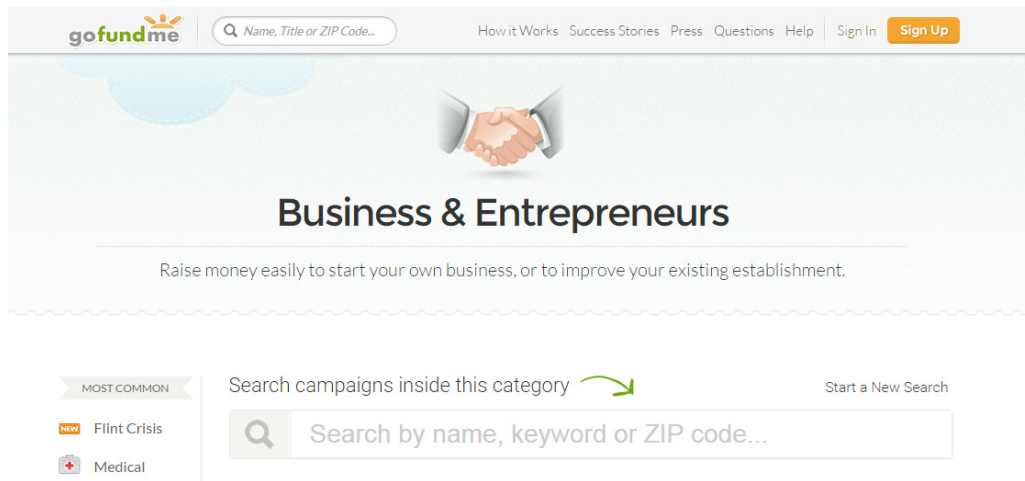 gofundme Name, Title or ZIP Code... How it Works Success Stories Press Questions Help Sign In Sign Up
Business & Entrepreneurs
Raise money easily to start your own business, or to improve your existing establishment.
MOST COMMON Search campaigns inside this category Start a New Search
NEW Flint Crisis Search by name, keyword or ZIP code...
Medical